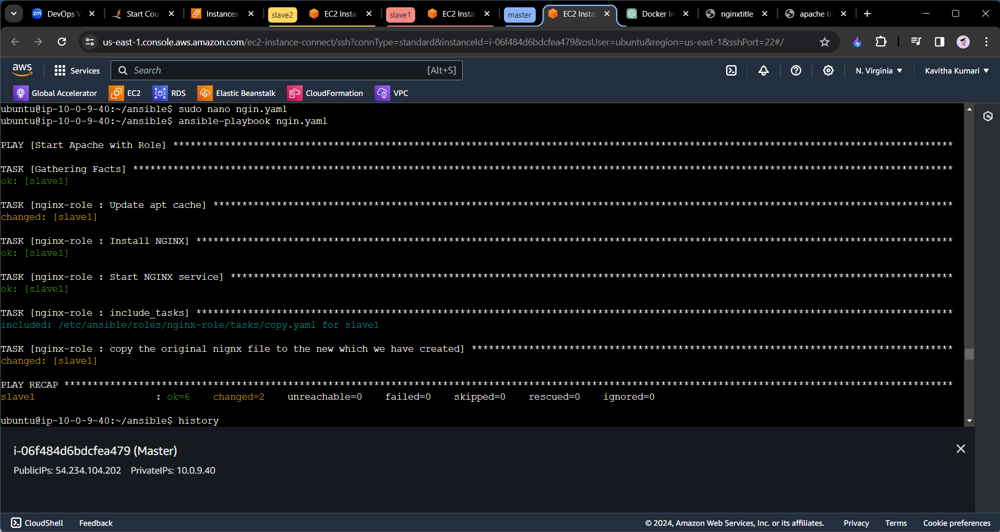 zm DevOps W
Start Cou
Instances
slave2
EC2 Insta
slave1
EC2 Insta
master
EC2 Insta
Docker In
nginxtitle
apache ti
us-east-1.console.aws.amazon.com/ec2-instance-connect/ssh?connType=standard&instanceId=i-06f484d6bdcfea479&osUser=ubuntu&region=us-east-1&sshPort=22#/
aws
Services
Search
[Alt+S]
N. Virginia
Kavitha Kumari
Global Accelerator
EC2
RDS
Elastic Beanstalk
CloudFormation
VPC
ubuntu@ip-10-0-9-40:~/ansible$ sudo nano ngin.yaml
ubuntu@ip-10-0-9-40:~/ansible$ ansible-playbook ngin.yaml
PLAY [Start Apache with Role] ****************************************************************************************************************************************
TASK [Gathering Facts] ***********************************************************************************************************************************************
ok: [slave1]
TASK [nginx-role : Update apt cache] *********************************************************************************************************************************
changed: [slave1]
TASK [nginx-role : Install NGINX] ************************************************************************************************************************************
ok: [slave1]
TASK [nginx-role : Start NGINX service] ******************************************************************************************************************************
ok: [slave1]
TASK [nginx-role : include_tasks] ************************************************************************************************************************************
included: /etc/ansible/roles/nginx-role/tasks/copy.yaml for slave1
TASK [nginx-role : copy the original nignx file to the new which we have created] ************************************************************************************
changed: [slave1]
PLAY RECAP ***********************************************************************************************************************************************************
slave1 : ok=6 changed=2 unreachable=0 failed=0 skipped=0 rescued=0 ignored=0
ubuntu@ip-10-0-9-40:~/ansible$ history
i-06f484d6bdcfea479 (Master)
PublicIPs: 54.234.104.202 PrivateIPs: 10.0.9.40
CloudShell
Feedback
© 2024, Amazon Web Services, Inc. or its affiliates.
Privacy
Terms
Cookie preferences